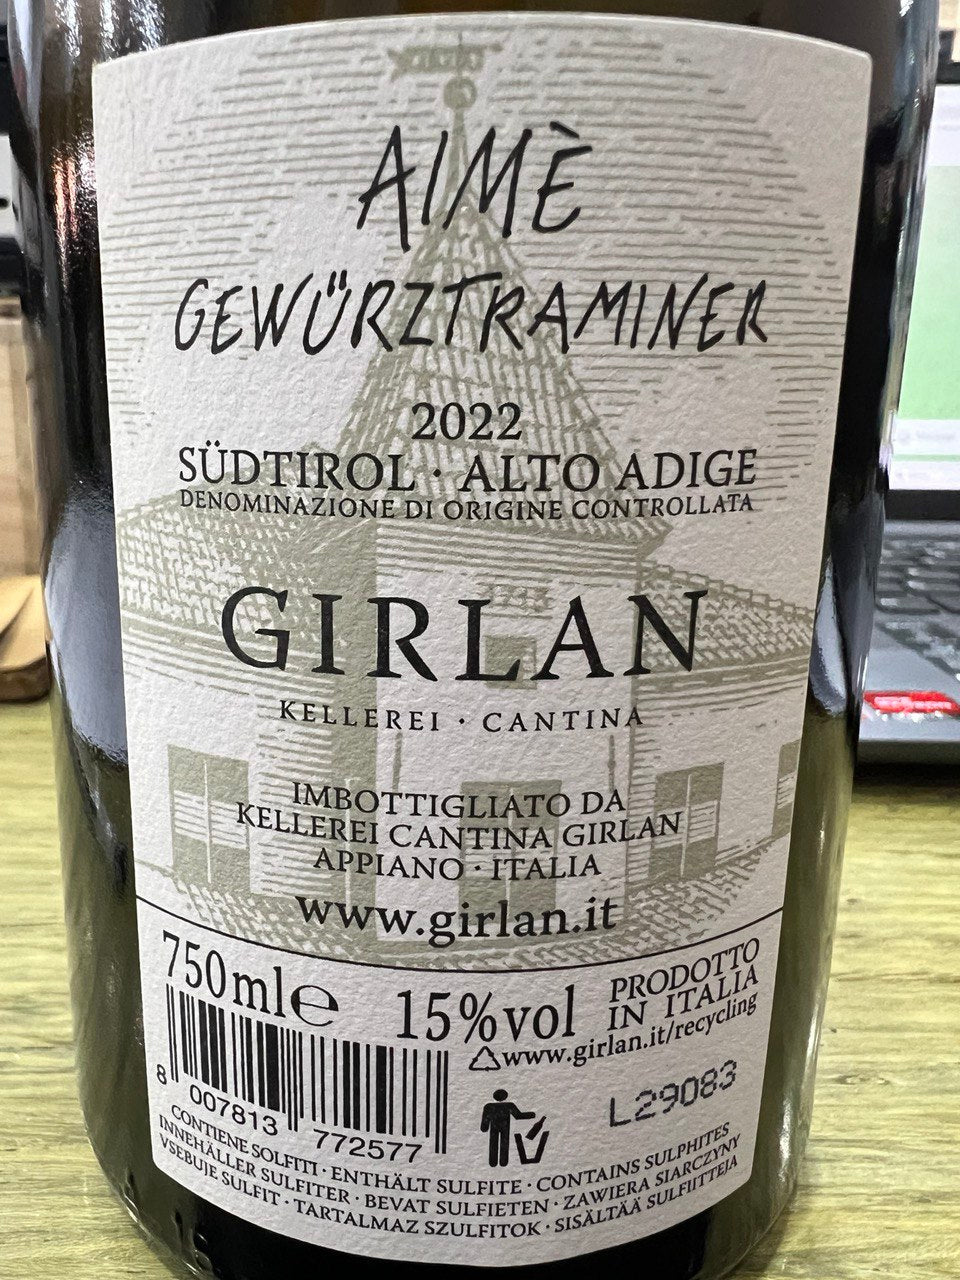 AIMÈ
GEWÜRZTRAMINER
2022
SÜDTIROL · ALTO ADIGE
DENOMINAZIONE DI ORIGINE CONTROLLATA
GIRLAN
KELLEREI · CANTINA
IMBOTTIGLIATO DA
KELLEREI CANTINA GIRLAN
APPIANO · ITALIA
www.girlan.it
750ml℮ 15%vol
PRODOTTO
IN ITALIA
www.girlan.it/recycling
L29083
8 007813 772577
CONTIENE SOLFITI · ENTHÄLT SULFITE · CONTAINS SULPHITES
INNEHÅLLER SULFITER · BEVAT SULFIETEN · ZAWIERA SIARCZYNY
VSEBUJE SULFIT · TARTALMAZ SZULFITOK · SISÄLTÄÄ SULFIITTEJA